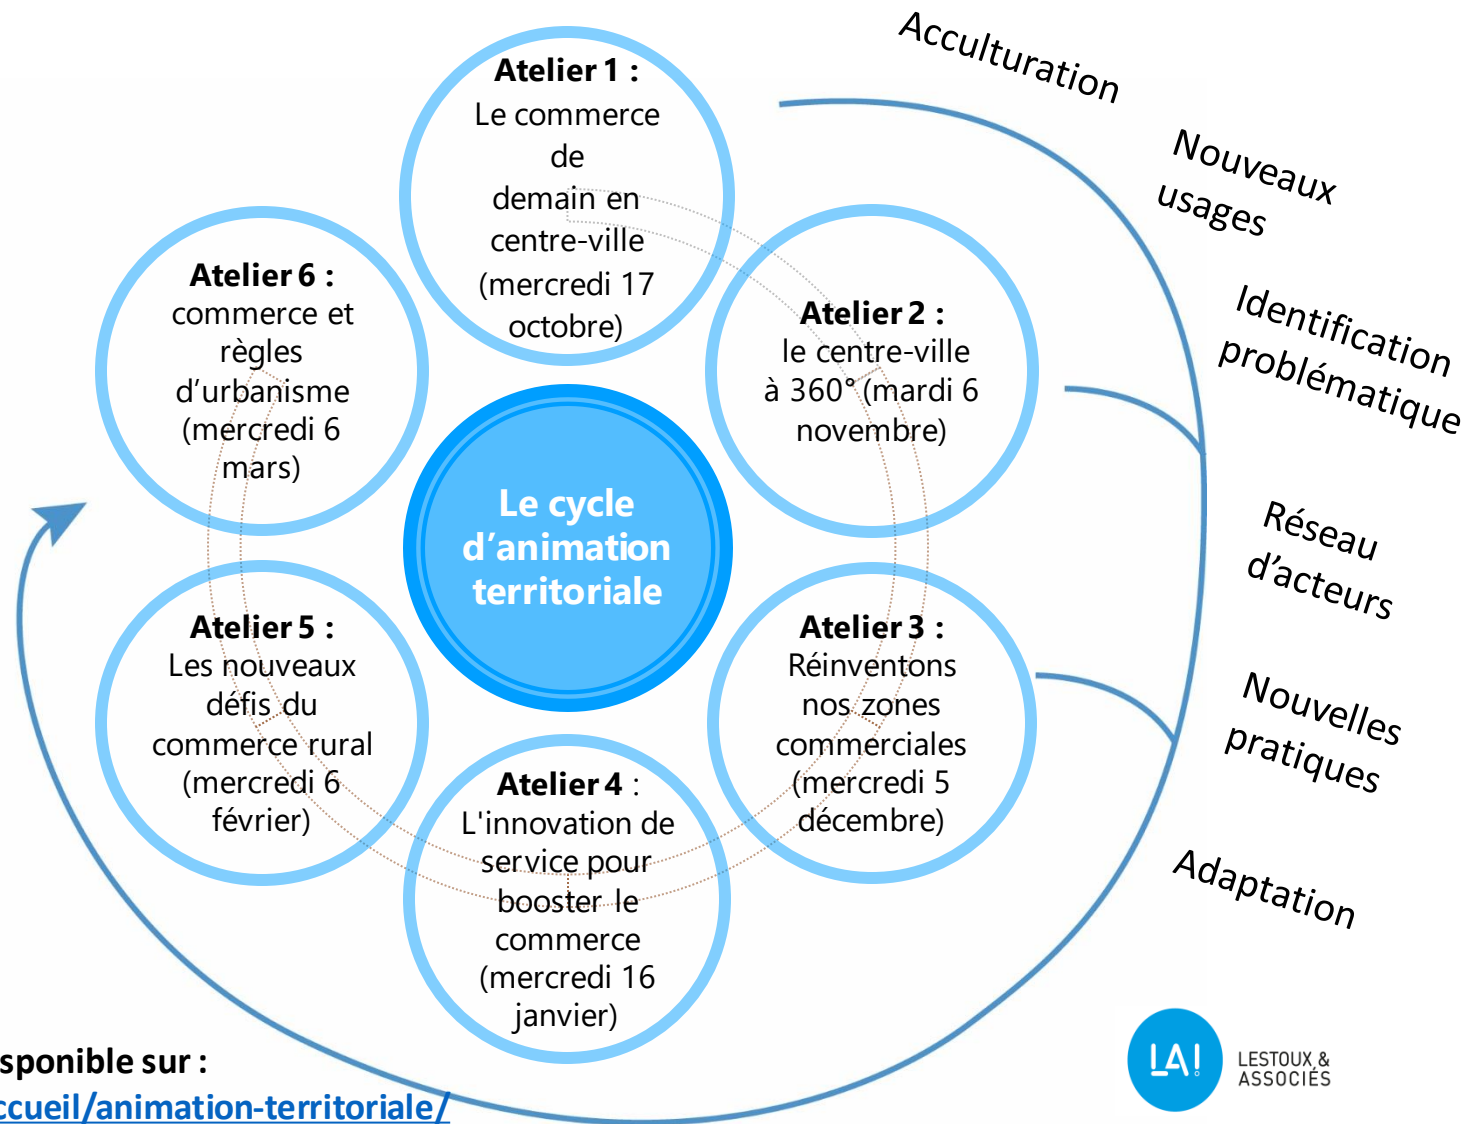 Atelier 1 :
Le commerce
de
demain en
centre-ville
(mercredi 17
octobre)
Atelier 2 :
le centre-ville
à 360° (mardi 6
novembre)
Atelier 3 :
Réinventons
nos zones
commerciales
(mercredi 5
décembre)
Atelier 4 :
L'innovation de
service pour
booster le
commerce
(mercredi 16
janvier)
Atelier 5 :
Les nouveaux
défis du
commerce rural
(mercredi 6
février)
Atelier 6 :
commerce et
règles
d’urbanisme
(mercredi 6
mars)
Le cycle
d’animation
territoriale
Acculturation
Nouveaux
usages
Identification
problématique
Réseau
d’acteurs
Nouvelles
pratiques
Adaptation
sponible sur :
ccueil/animation-territoriale/
LA!
LESTOUX &
ASSOCIÉS